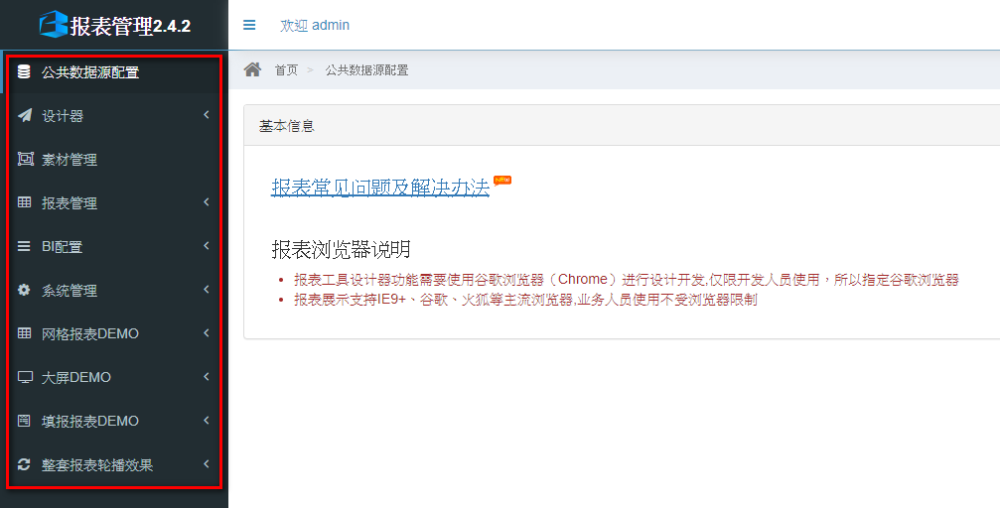 报表管理2.4.2
公共数据源配置
设计器
素材管理
报表管理
BI配置
系统管理
网格报表DEMO
大屏DEMO
填报报表DEMO
整套报表轮播效果
欢迎 admin
首页 > 公共数据源配置
基本信息
报表常见问题及解决办法 NEW
报表浏览器说明
报表工具设计器功能需要使用谷歌浏览器（Chrome）进行设计开发,仅限开发人员使用，所以指定谷歌浏览器
报表展示支持IE9+、谷歌、火狐等主流浏览器,业务人员使用不受浏览器限制